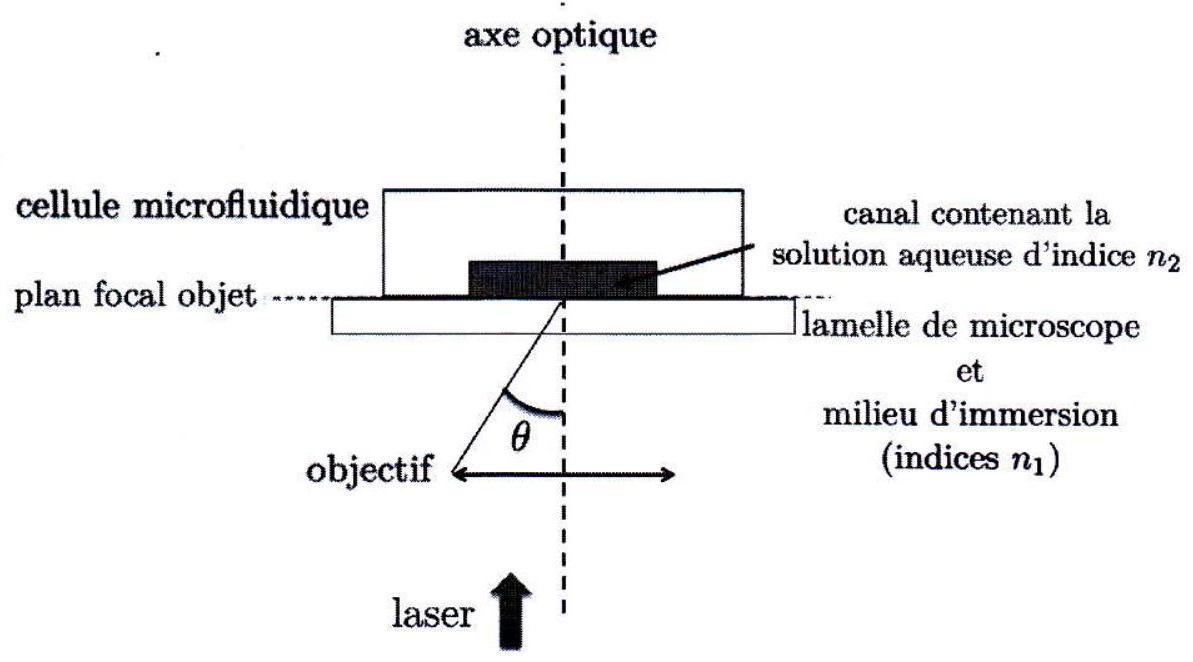 axe optique
cellule microfluidique
canal contenant la
solution aqueuse d'indice n₂
plan focal objet
lamelle de microscope
et
milieu d'immersion
(indices n₁)
θ
objectif
laser